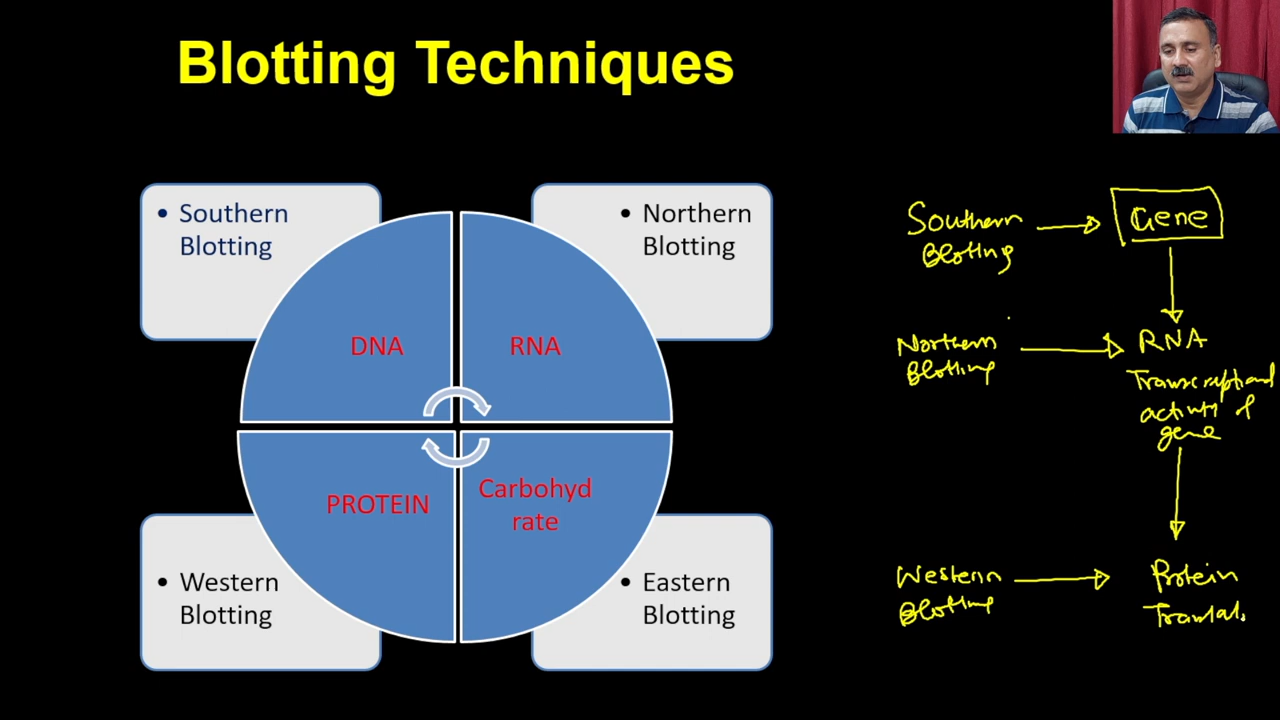 Blotting Techniques
• Southern
Blotting
• Northern
Blotting
DNA
RNA
PROTEIN
Carbohyd
rate
• Western
Blotting
• Eastern
Blotting
Southern
Blotting
Gene
Northern
Blotting
RNA
Transcriptional
activity of
gene
Western
Blotting
Protein